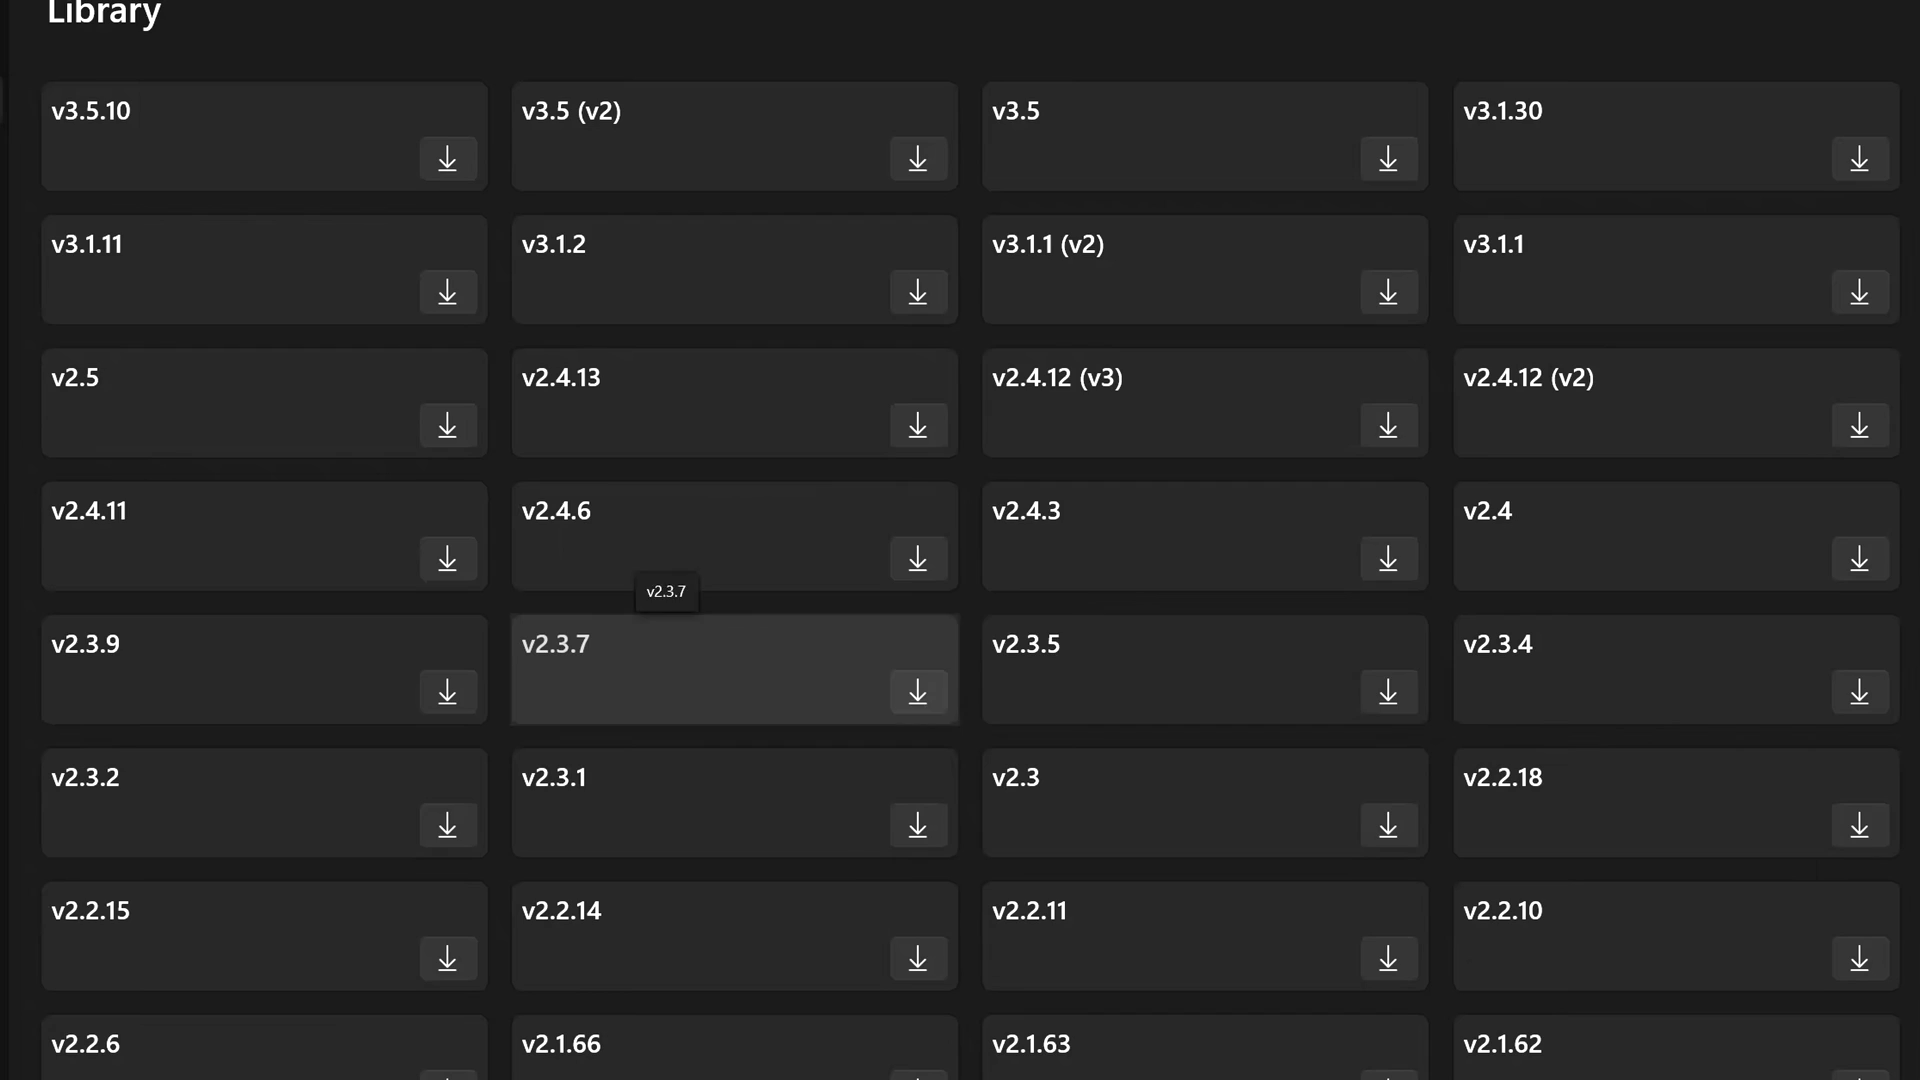 Library
v3.5.10
v3.5 (v2)
v3.5
v3.1.30
v3.1.11
v3.1.2
v3.1.1 (v2)
v3.1.1
v2.5
v2.4.13
v2.4.12 (v3)
v2.4.12 (v2)
v2.4.11
v2.4.6
v2.4.3
v2.4
v2.3.7
v2.3.9
v2.3.7
v2.3.5
v2.3.4
v2.3.2
v2.3.1
v2.3
v2.2.18
v2.2.15
v2.2.14
v2.2.11
v2.2.10
v2.2.6
v2.1.66
v2.1.63
v2.1.62